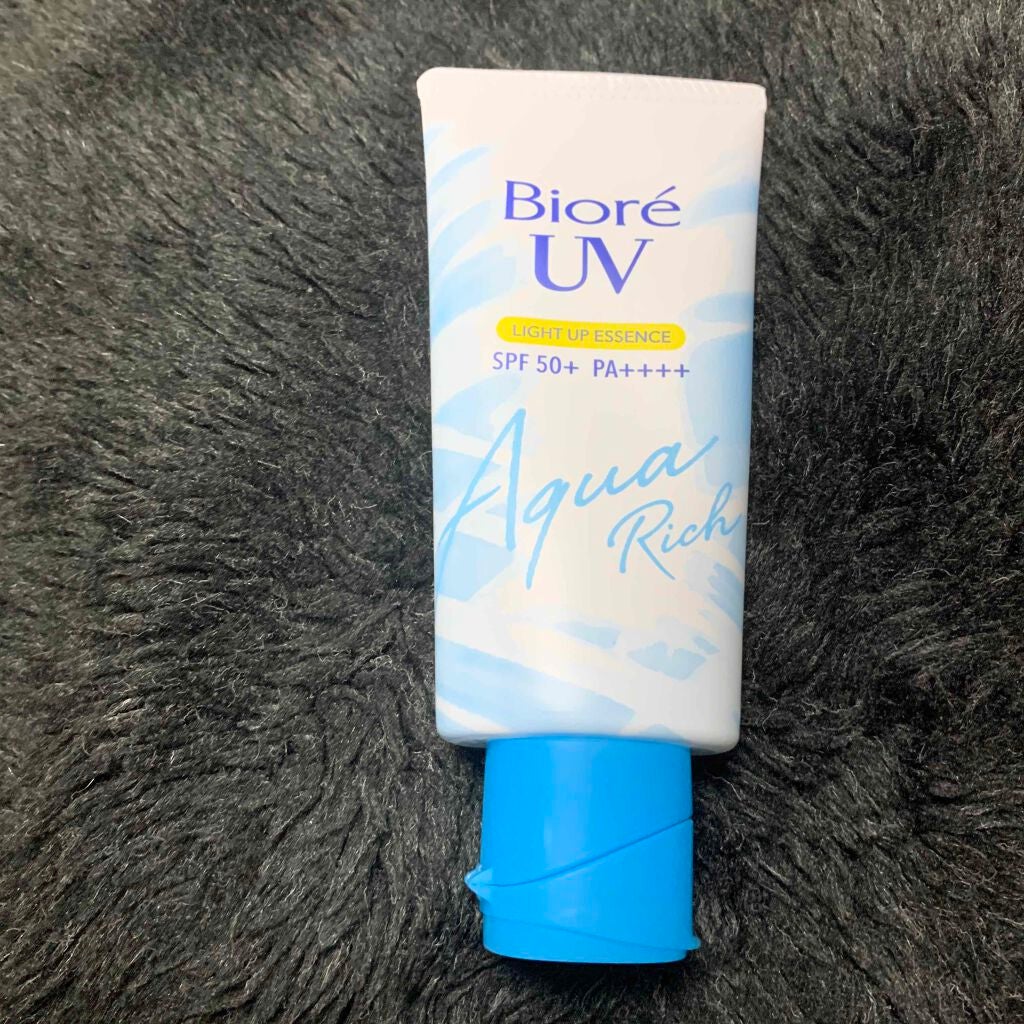 Bioré
UV
LIGHT UP ESSENCE
SPF 50+ PA++++
Aqua
Rich